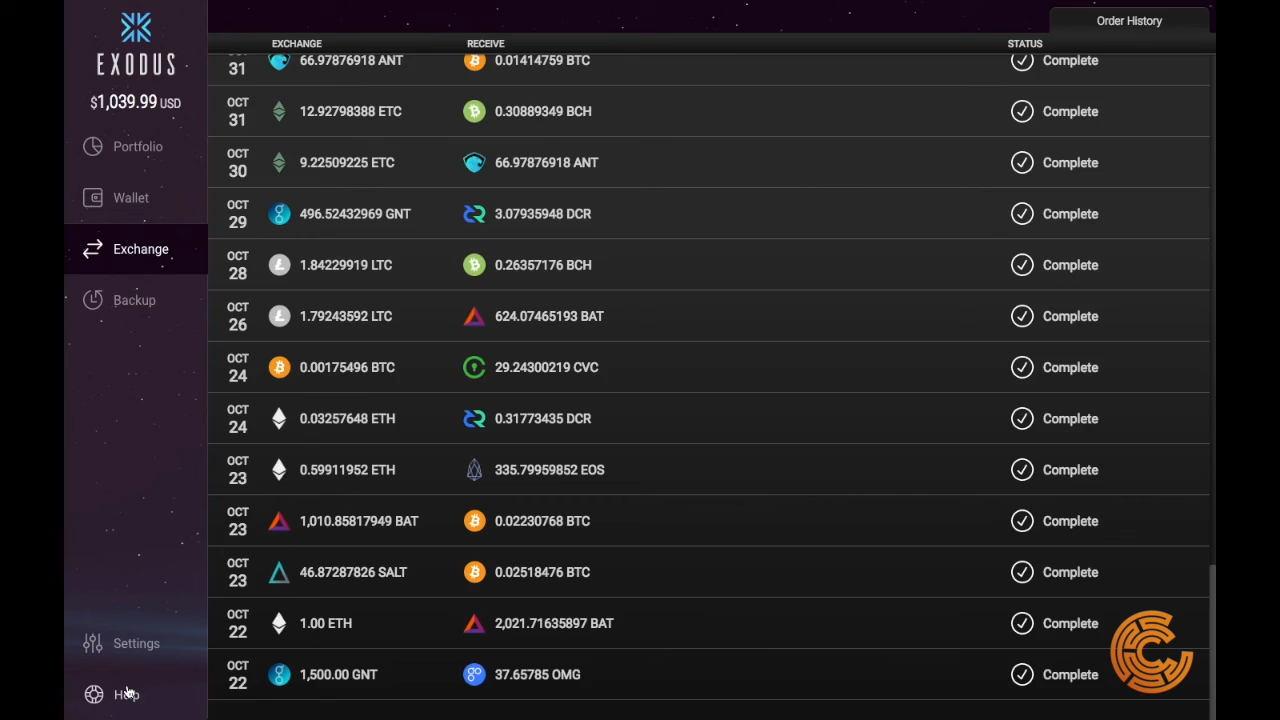 EXODUS
$1,039.99 USD
Portfolio
Wallet
Exchange
Backup
Settings
Help
Order History
EXCHANGE RECEIVE STATUS
31 66.97876918 ANT 0.01414759 BTC Complete
OCT 31 12.92798388 ETC 0.30889349 BCH Complete
OCT 30 9.22509225 ETC 66.97876918 ANT Complete
OCT 29 496.52432969 GNT 3.07935948 DCR Complete
OCT 28 1.84229919 LTC 0.26357176 BCH Complete
OCT 26 1.79243592 LTC 624.07465193 BAT Complete
OCT 24 0.00175496 BTC 29.24300219 CVC Complete
OCT 24 0.03257648 ETH 0.31773435 DCR Complete
OCT 23 0.59911952 ETH 335.79959852 EOS Complete
OCT 23 1,010.85817949 BAT 0.02230768 BTC Complete
OCT 23 46.87287826 SALT 0.02518476 BTC Complete
OCT 22 1.00 ETH 2,021.71635897 BAT Complete
OCT 22 1,500.00 GNT 37.65785 OMG Complete